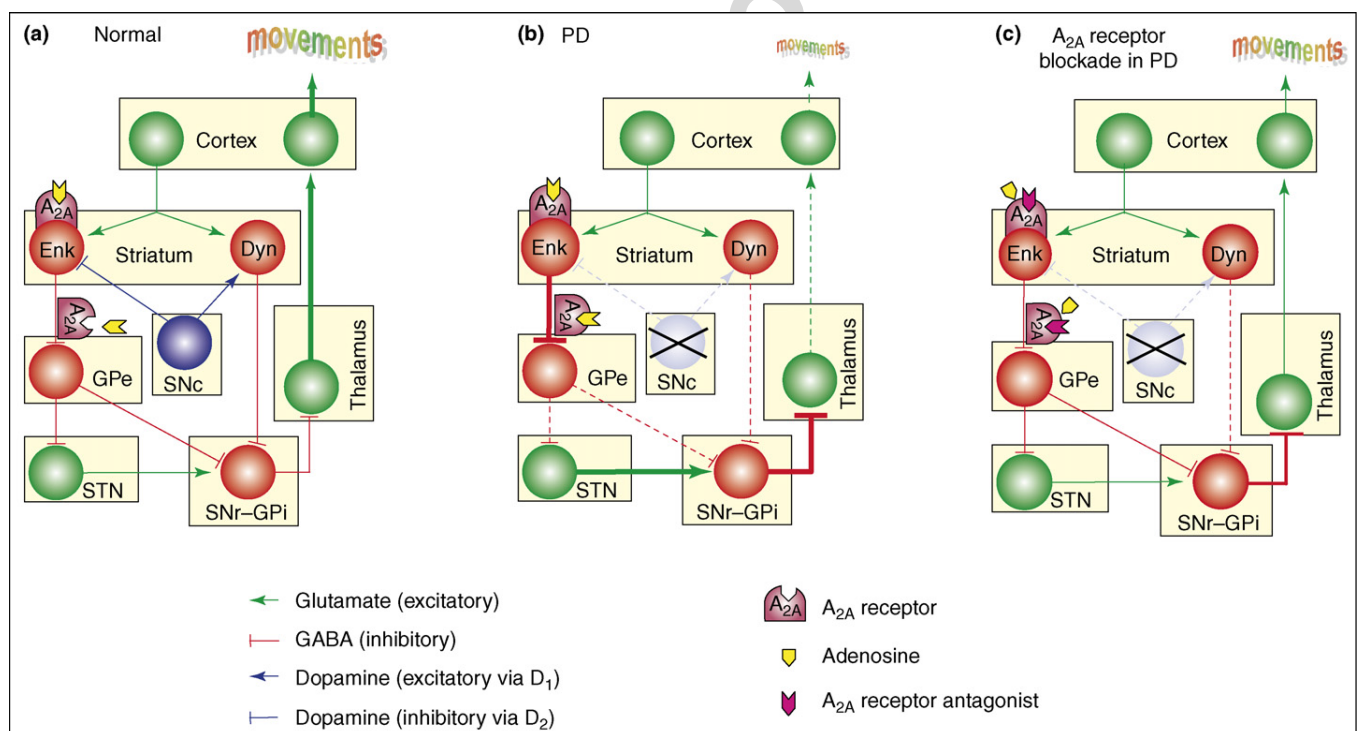 (a) Normal
movements
Cortex
A2A
Enk
Striatum
Dyn
A2A
GPe
SNc
Thalamus
STN
SNr–GPi
(b) PD
movements
Cortex
A2A
Enk
Striatum
Dyn
A2A
GPe
SNc
Thalamus
STN
SNr–GPi
(c) A2A receptor
blockade in PD
movements
Cortex
A2A
Enk
Striatum
Dyn
A2A
GPe
SNc
Thalamus
STN
SNr–GPi
Glutamate (excitatory)
GABA (inhibitory)
Dopamine (excitatory via D1)
Dopamine (inhibitory via D2)
A2A
A2A receptor
Adenosine
A2A receptor antagonist